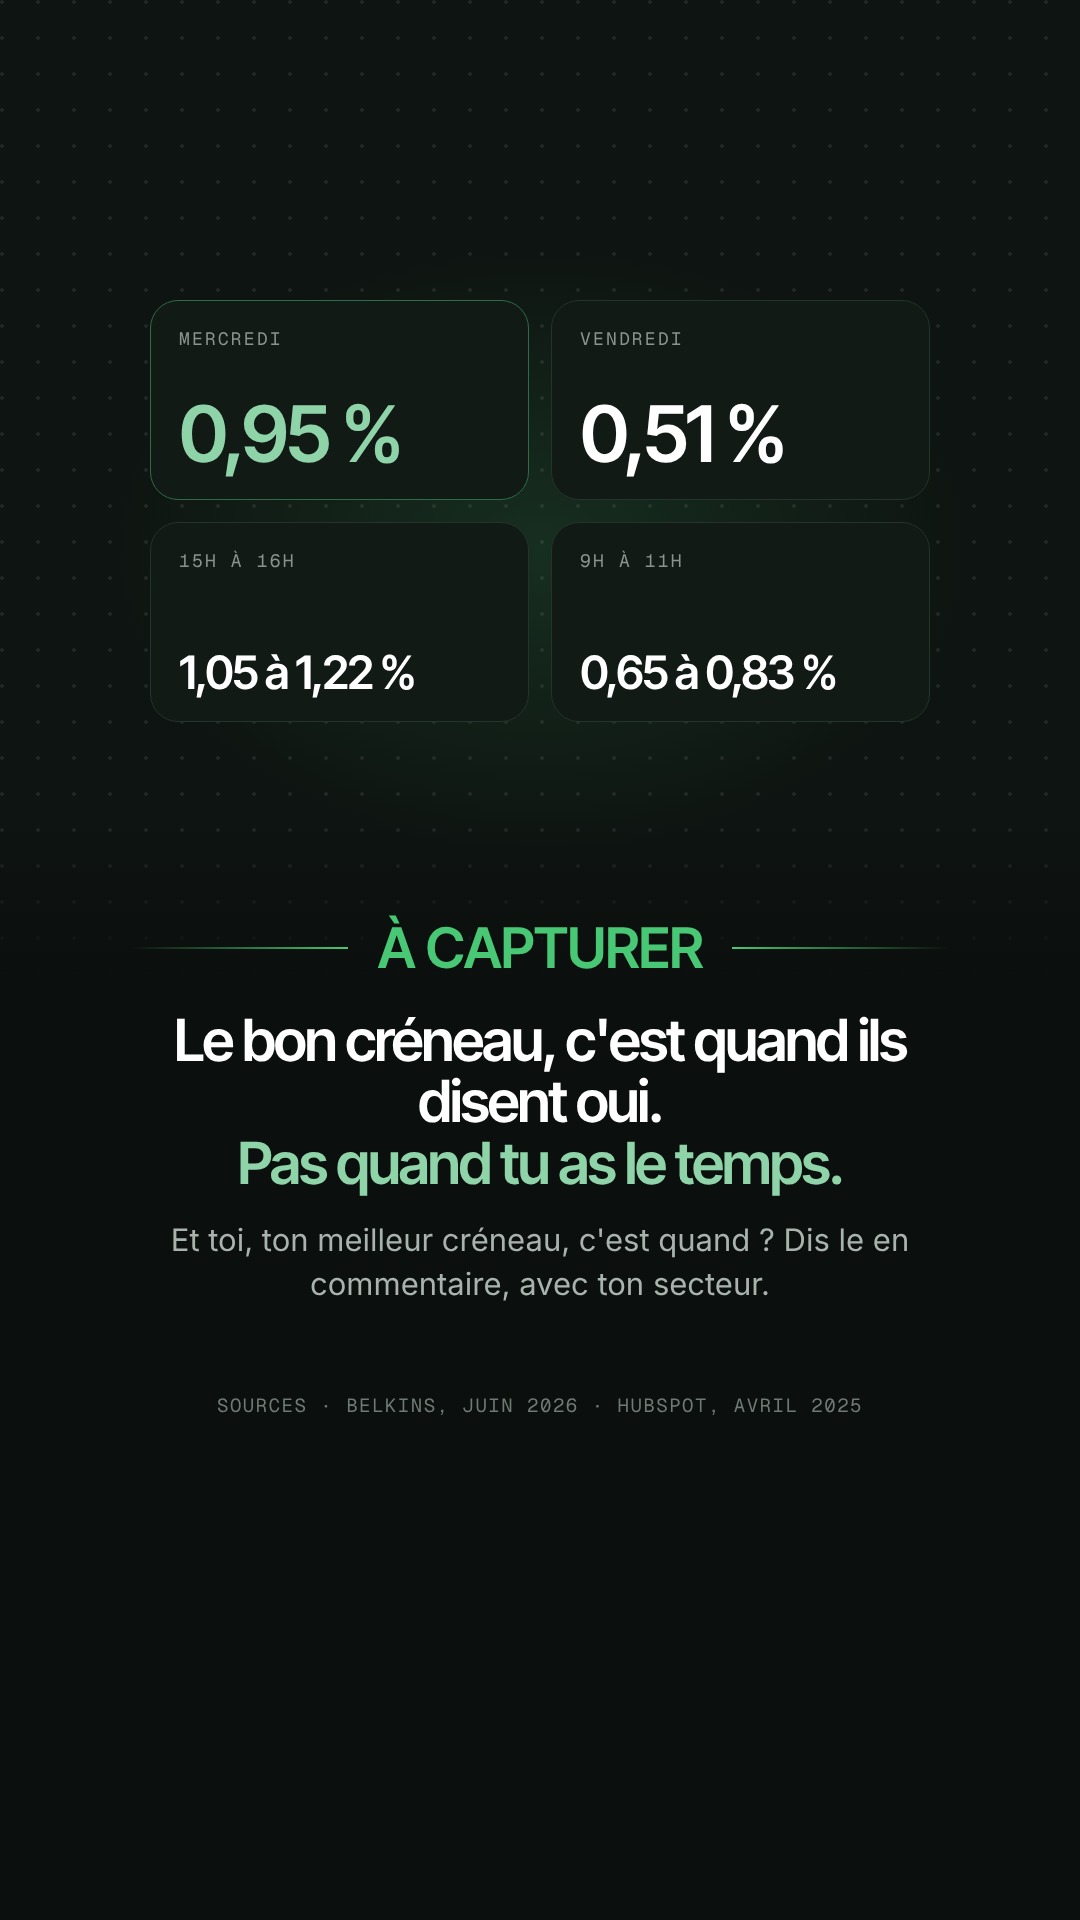 MERCREDI
0,95 %
VENDREDI
0,51 %
15H À 16H
1,05 à 1,22 %
9H À 11H
0,65 à 0,83 %
À CAPTURER
Le bon créneau, c'est quand ils
disent oui.
Pas quand tu as le temps.
Et toi, ton meilleur créneau, c'est quand ? Dis le en
commentaire, avec ton secteur.
SOURCES · BELKINS, JUIN 2026 · HUBSPOT, AVRIL 2025